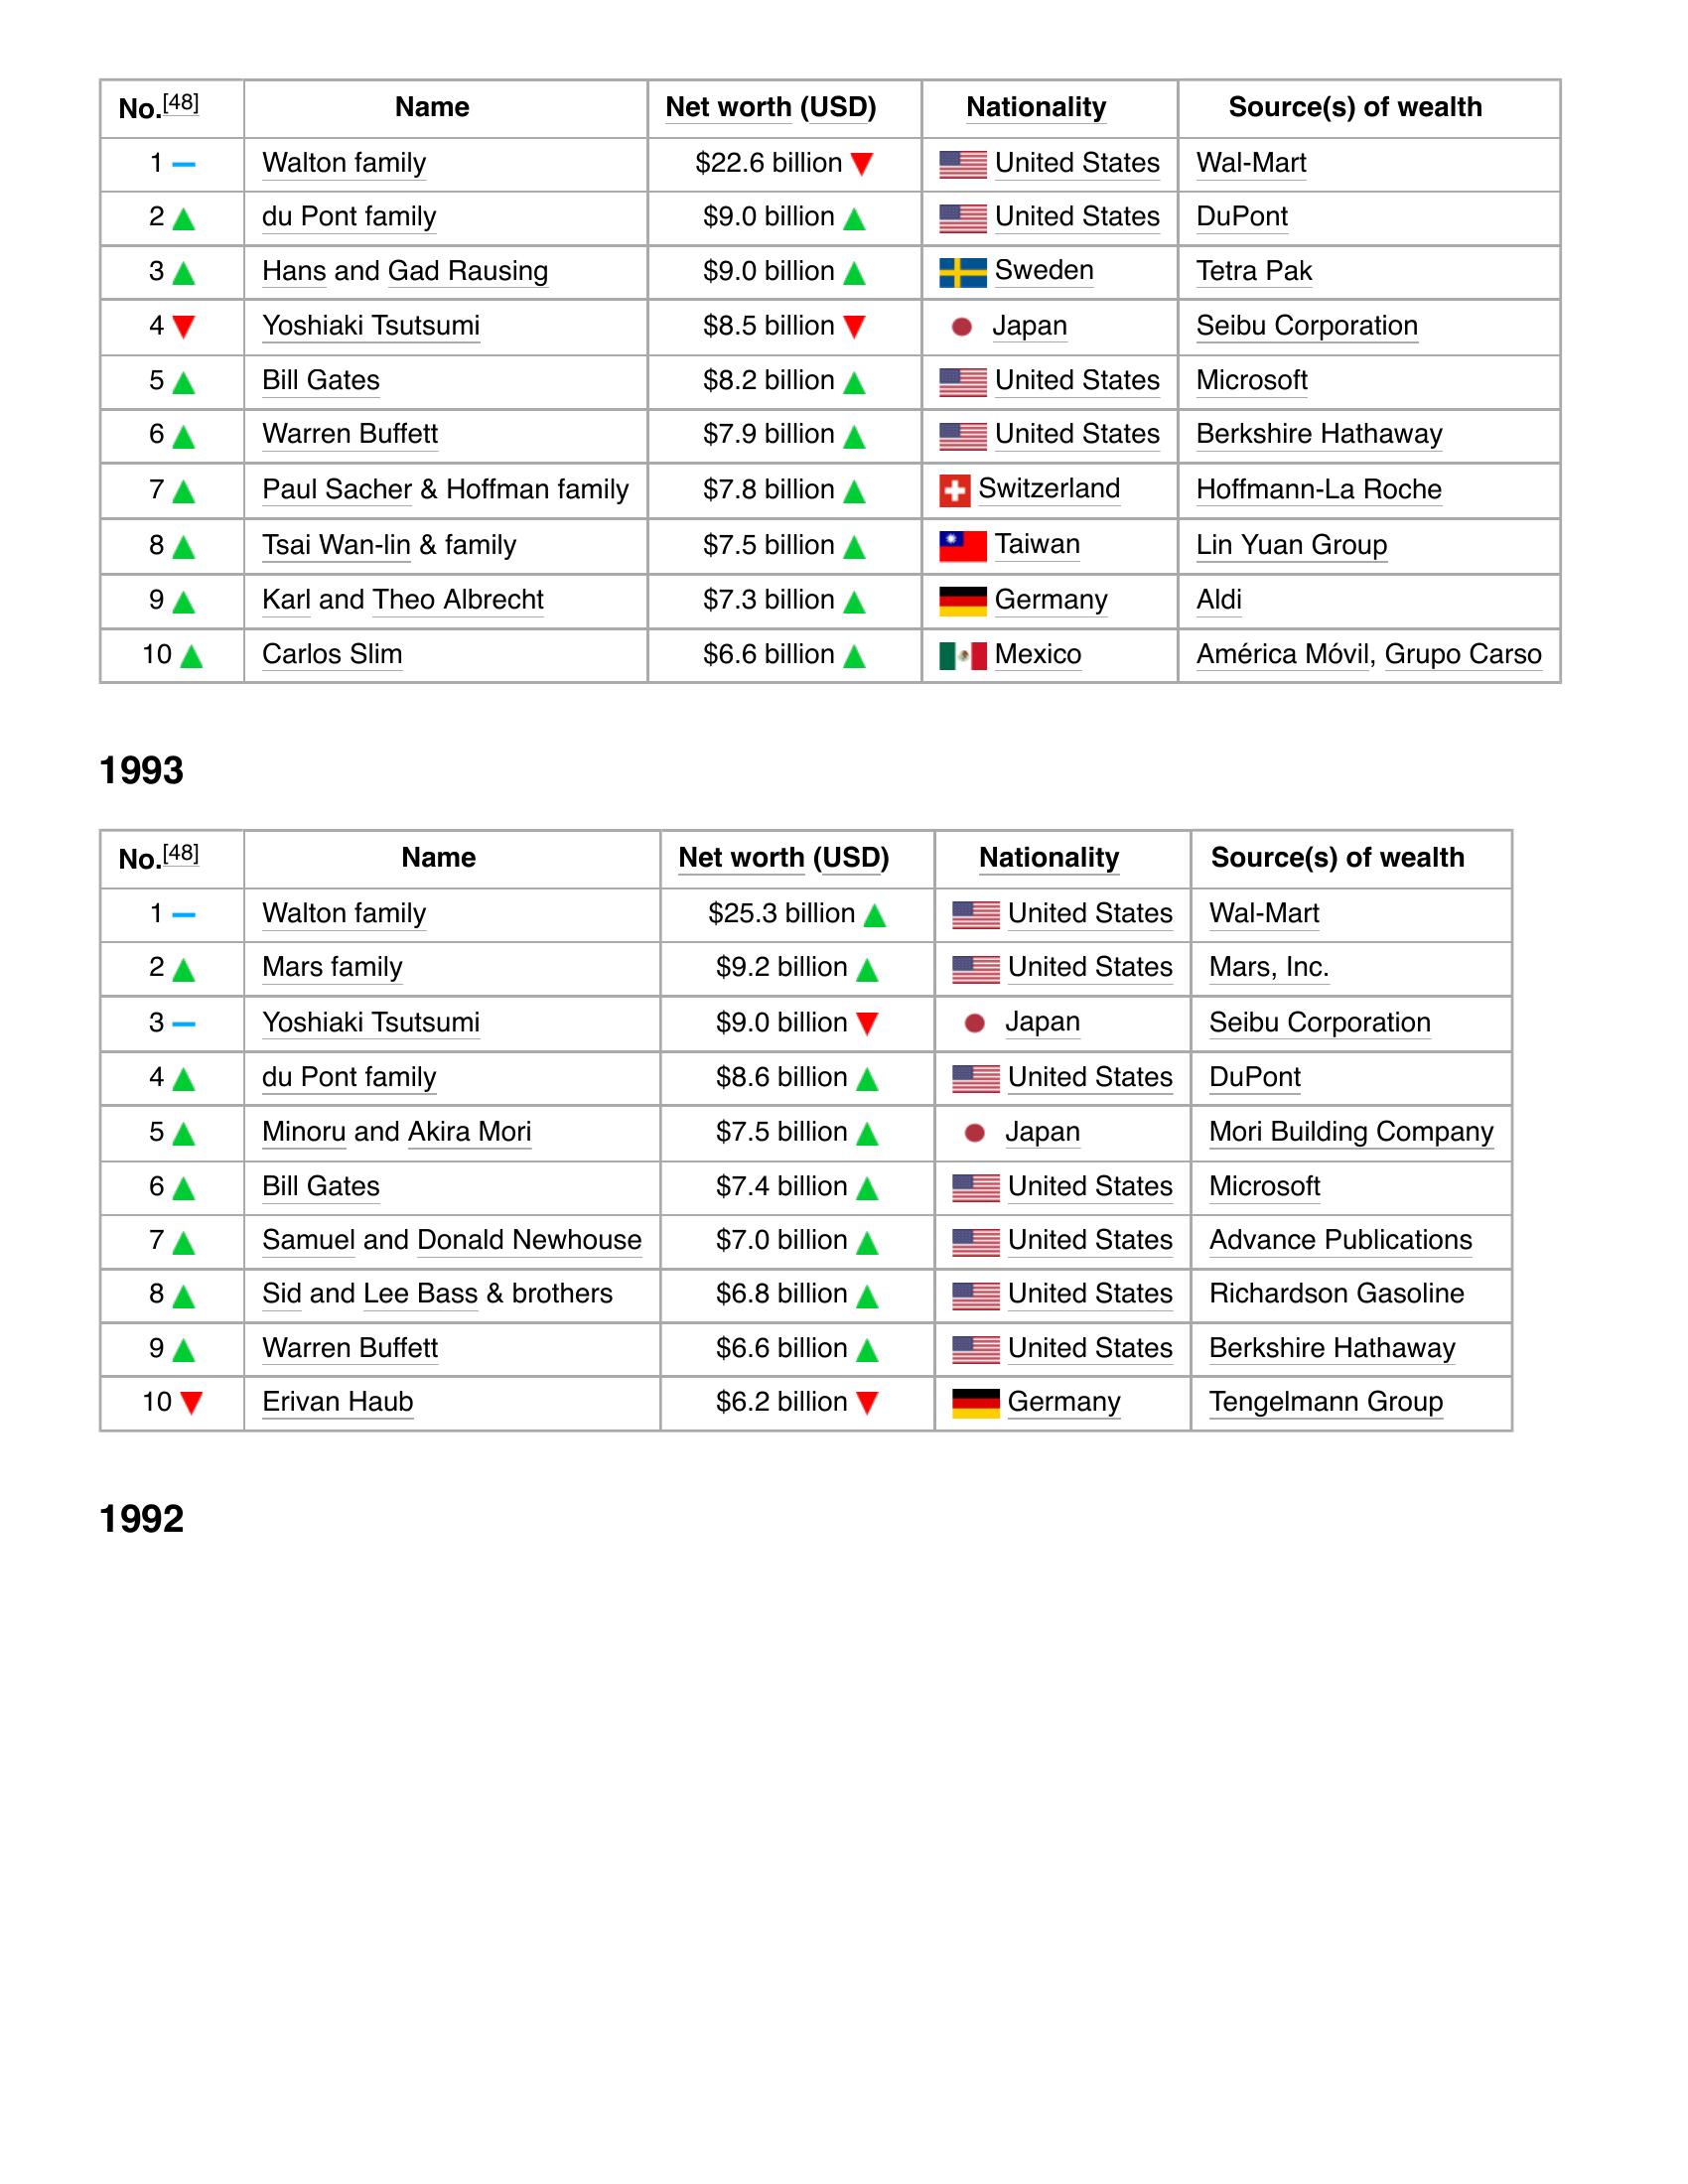 No.[48] Name Net worth (USD) Nationality Source(s) of wealth
1 Walton family $22.6 billion ▼ United States Wal-Mart
2 ▲ du Pont family $9.0 billion ▲ United States DuPont
3 ▲ Hans and Gad Rausing $9.0 billion ▲ Sweden Tetra Pak
4 ▼ Yoshiaki Tsutsumi $8.5 billion ▼ Japan Seibu Corporation
5 ▲ Bill Gates $8.2 billion ▲ United States Microsoft
6 ▲ Warren Buffett $7.9 billion ▲ United States Berkshire Hathaway
7 ▲ Paul Sacher & Hoffman family $7.8 billion ▲ Switzerland Hoffmann-La Roche
8 ▲ Tsai Wan-lin & family $7.5 billion ▲ Taiwan Lin Yuan Group
9 ▲ Karl and Theo Albrecht $7.3 billion ▲ Germany Aldi
10 ▲ Carlos Slim $6.6 billion ▲ Mexico América Móvil, Grupo Carso
1993
No.[48] Name Net worth (USD) Nationality Source(s) of wealth
1 Walton family $25.3 billion ▲ United States Wal-Mart
2 ▲ Mars family $9.2 billion ▲ United States Mars, Inc.
3 Yoshiaki Tsutsumi $9.0 billion ▼ Japan Seibu Corporation
4 ▲ du Pont family $8.6 billion ▲ United States DuPont
5 ▲ Minoru and Akira Mori $7.5 billion ▲ Japan Mori Building Company
6 ▲ Bill Gates $7.4 billion ▲ United States Microsoft
7 ▲ Samuel and Donald Newhouse $7.0 billion ▲ United States Advance Publications
8 ▲ Sid and Lee Bass & brothers $6.8 billion ▲ United States Richardson Gasoline
9 ▲ Warren Buffett $6.6 billion ▲ United States Berkshire Hathaway
10 ▼ Erivan Haub $6.2 billion ▼ Germany Tengelmann Group
1992